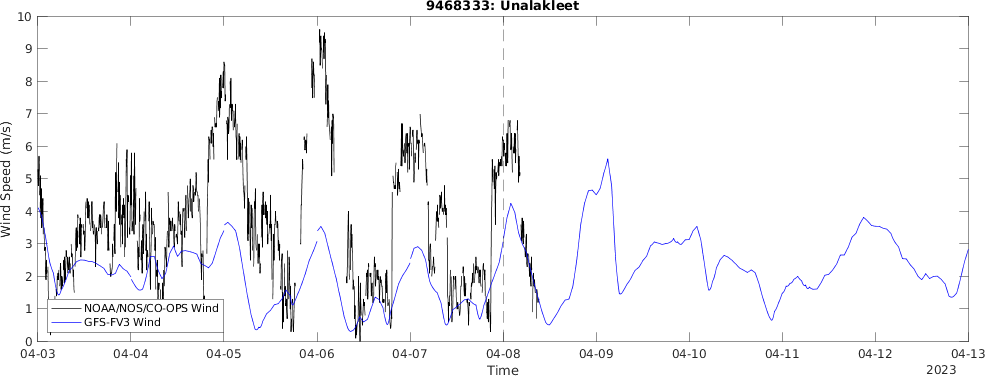 9468333: Unalakleet
10
9
8
7
6
5
4
3
2
1
0
Wind Speed (m/s)
NOAA/NOS/CO-OPS Wind
GFS-FV3 Wind
04-03 04-04 04-05 04-06 04-07 04-08 04-09 04-10 04-11 04-12 04-13
Time
2023